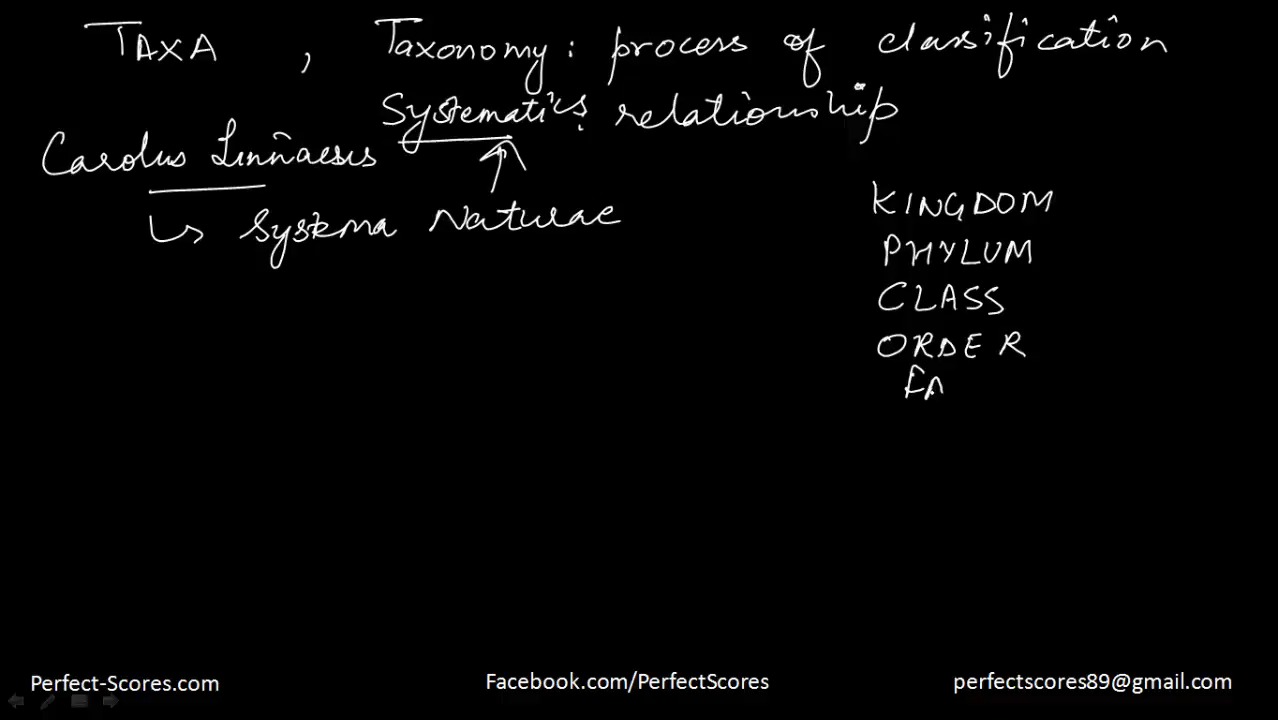 TAXA , Taxonomy: process of classification
Systematics: relationship
Carolus Linnaeus
↳ Systema Naturae
KINGDOM
PHYLUM
CLASS
ORDER
FA
Perfect-Scores.com
Facebook.com/PerfectScores
perfectscores89@gmail.com